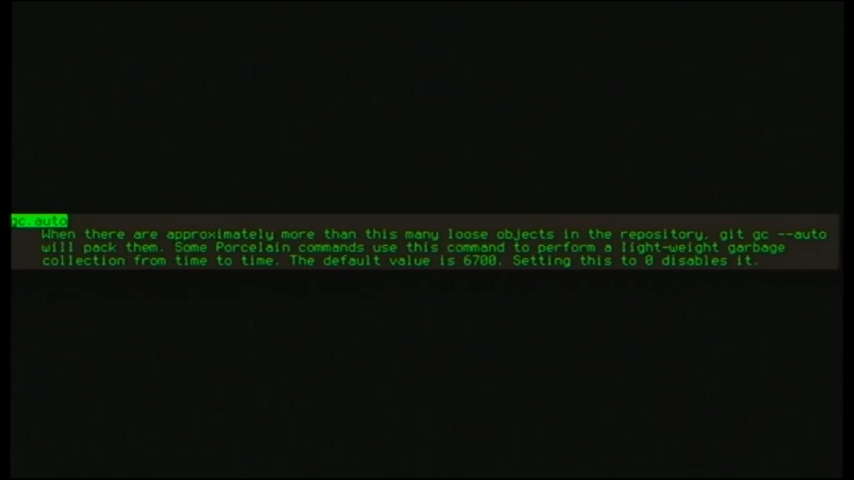 gc.auto
When there are approximately more than this many loose objects in the repository, git gc --auto
will pack them. Some Porcelain commands use this command to perform a light-weight garbage
collection from time to time. The default value is 6700. Setting this to 0 disables it.